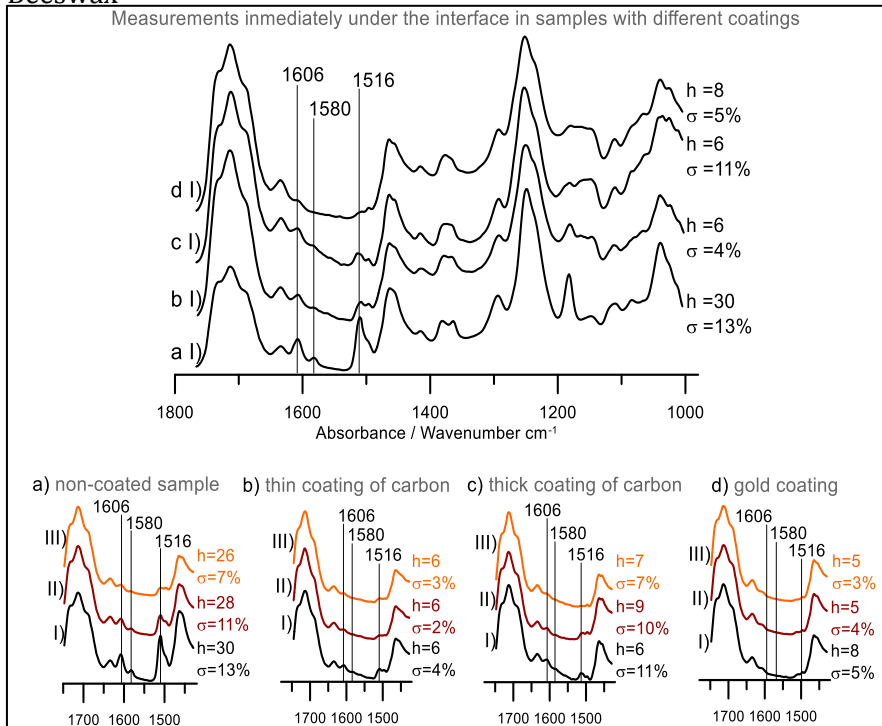 Beeswax
Measurements inmediately under the interface in samples with different coatings
1606
1516
1580
h =8
σ =5%
h =6
σ =11%
d I)
c I)
h =6
σ =4%
b I)
h =30
σ =13%
a I)
1800
1600
1400
1200
1000
Absorbance / Wavenumber cm-1
a) non-coated sample
1606
1580
1516
III)
h=26
σ=7%
II)
h=28
σ=11%
I)
h=30
σ=13%
1700
1600
1500
b) thin coating of carbon
1606
1580
1516
III)
h=6
σ=3%
II)
h=6
σ=2%
I)
h=6
σ=4%
1700
1600
1500
c) thick coating of carbon
1606
1580
1516
III)
h=7
σ=7%
II)
h=9
σ=10%
I)
h=6
σ=11%
1700
1600
1500
d) gold coating
1606
1580
1516
III)
h=5
σ=3%
II)
h=5
σ=4%
I)
h=8
σ=5%
1700
1600
1500